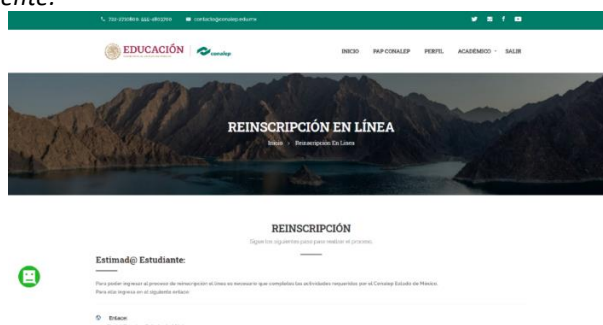 ente.
contacto@conalep.edu.mx
EDUCACIÓN conalep
INICIO PAP CONALEP PERFIL ACADÉMICO SALIR
REINSCRIPCIÓN EN LÍNEA
Inicio > Reinscripción En Línea
REINSCRIPCIÓN
Sigue los siguientes pasos para realizar el proceso.
Estimad@ Estudiante:
Para poder ingresar al proceso de reinscripción al línea es necesario que completes las actividades requeridas por el Conalep Estado de México.
Para ello ingresa en el siguiente enlace
Enlace: